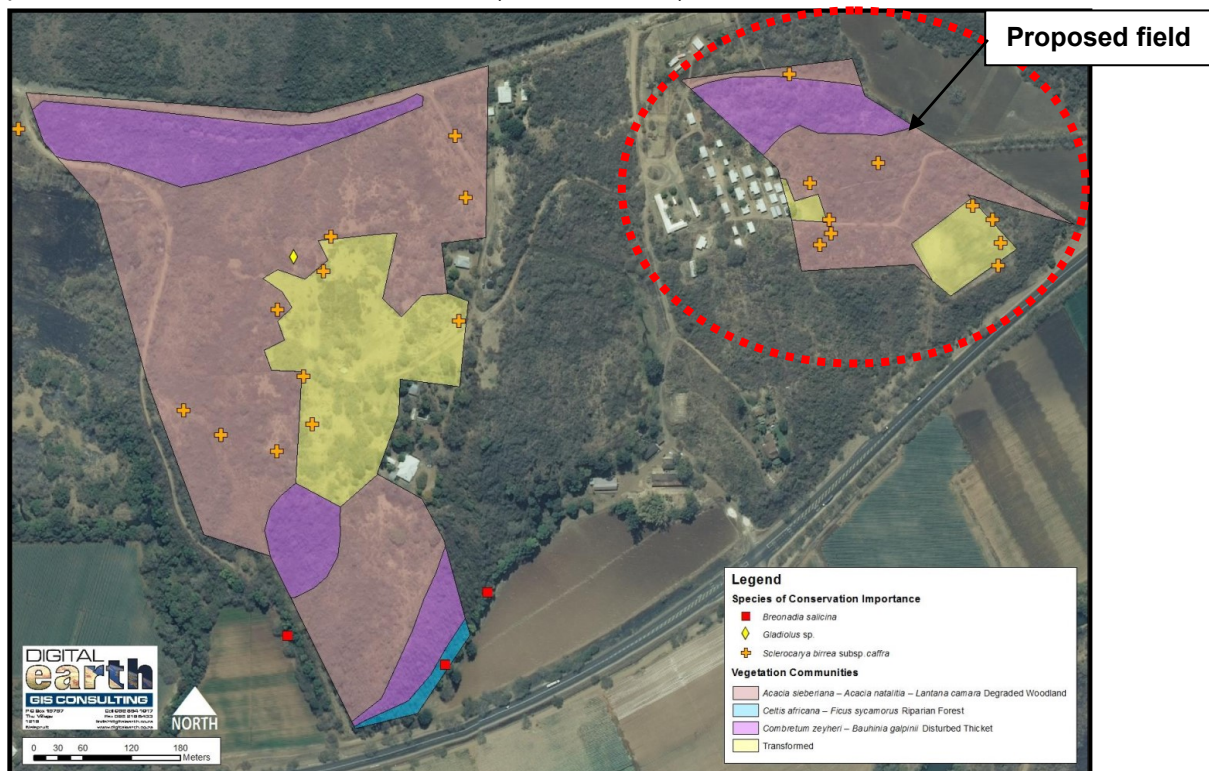 Proposed field
Legend
Species of Conservation Importance
Breonadia salicina
Gladiolus sp.
Sclerocarya birrea subsp. caffra
Vegetation Communities
Acacia sieberiana – Acacia natalitia – Lantana camara Degraded Woodland
Celtis africana – Ficus sycamorus Riparian Forest
Combretum zeyheri – Bauhinia galpinii Disturbed Thicket
Transformed
DIGITAL
earth
GIS CONSULTING
The Village
NORTH
0 30 60 120 180
Meters